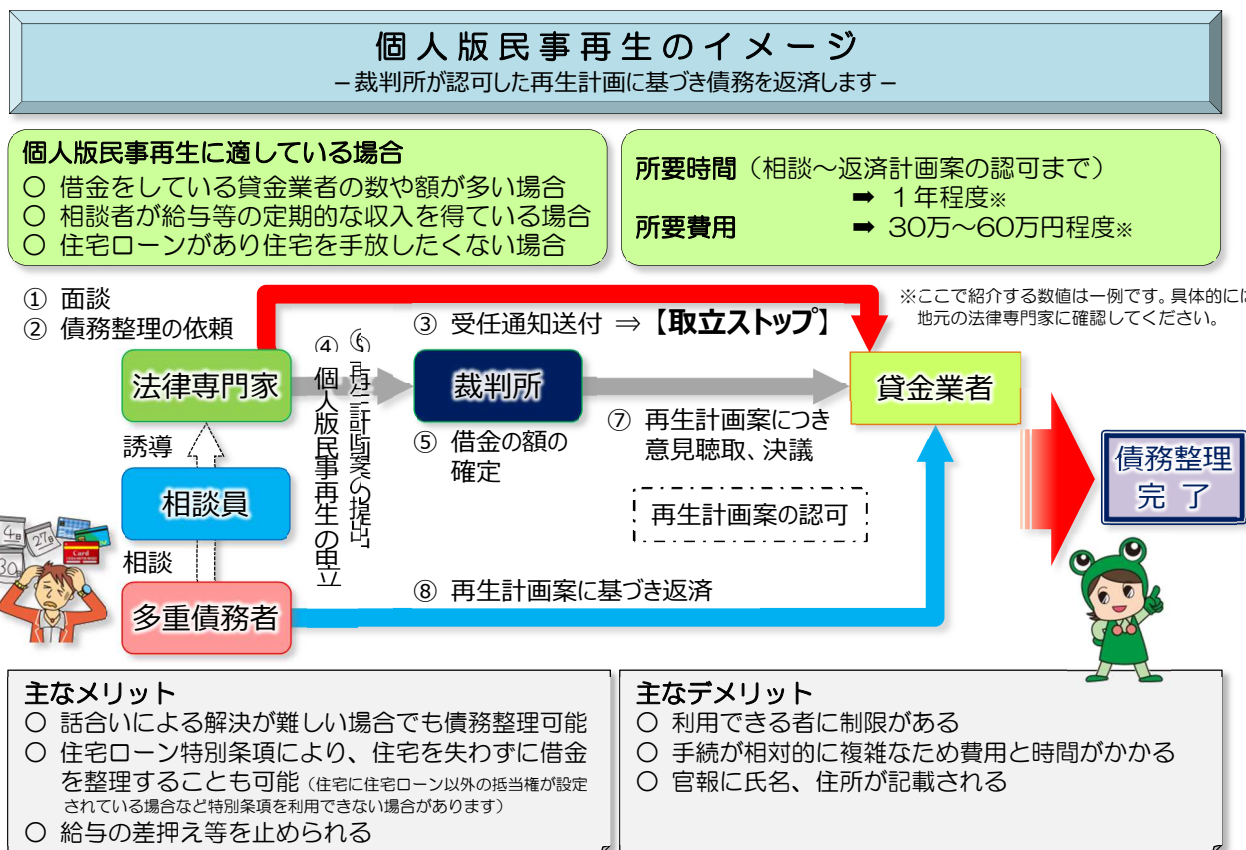 個人版民事再生のイメージ
－裁判所が認可した再生計画に基づき債務を返済します－
個人版民事再生に適している場合
○ 借金をしている貸金業者の数や額が多い場合
○ 相談者が給与等の定期的な収入を得ている場合
○ 住宅ローンがあり住宅を手放したくない場合
所要時間（相談～返済計画案の認可まで）
➡ １年程度※
所要費用 ➡ 30万～60万円程度※
※ここで紹介する数値は一例です。具体的に
地元の法律専門家に確認してください。
① 面談
② 債務整理の依頼
③ 受任通知送付 ⇒【取立ストップ】
法律専門家
④ 個人版民事再生の申立
⑥ 再生計画案の提出
裁判所
貸金業者
⑤ 借金の額の
確定
⑦ 再生計画案につき
意見聴取、決議
再生計画案の認可
誘導
相談員
相談
多重債務者
⑧ 再生計画案に基づき返済
債務整理
完了
4日
27日
30
Card
主なメリット
○ 話合いによる解決が難しい場合でも債務整理可能
○ 住宅ローン特別条項により、住宅を失わずに借金
を整理することも可能（住宅に住宅ローン以外の抵当権が設定
されている場合など特別条項を利用できない場合があります）
○ 給与の差押え等を止められる
主なデメリット
○ 利用できる者に制限がある
○ 手続が相対的に複雑なため費用と時間がかかる
○ 官報に氏名、住所が記載される